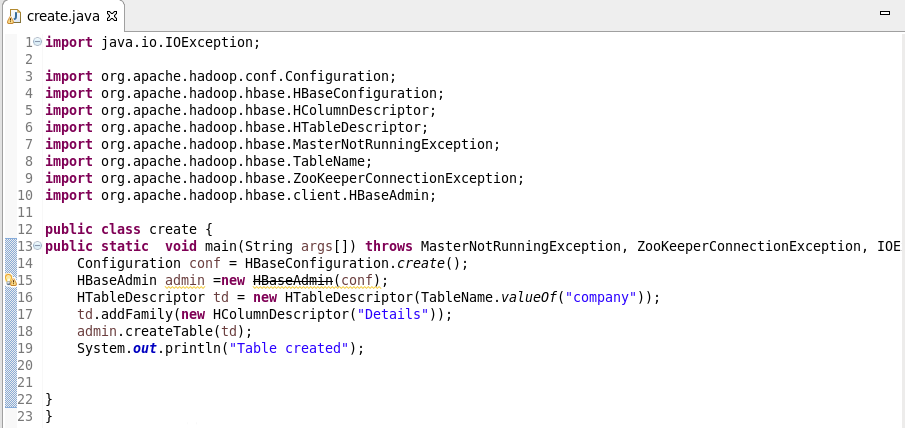 create.java
1 import java.io.IOException;
2
3 import org.apache.hadoop.conf.Configuration;
4 import org.apache.hadoop.hbase.HBaseConfiguration;
5 import org.apache.hadoop.hbase.HColumnDescriptor;
6 import org.apache.hadoop.hbase.HTableDescriptor;
7 import org.apache.hadoop.hbase.MasterNotRunningException;
8 import org.apache.hadoop.hbase.TableName;
9 import org.apache.hadoop.hbase.ZooKeeperConnectionException;
10 import org.apache.hadoop.hbase.client.HBaseAdmin;
11
12 public class create {
13 public static  void main(String args[]) throws MasterNotRunningException, ZooKeeperConnectionException, IOE
14     Configuration conf = HBaseConfiguration.create();
15     HBaseAdmin admin =new HBaseAdmin(conf);
16     HTableDescriptor td = new HTableDescriptor(TableName.valueOf("company"));
17     td.addFamily(new HColumnDescriptor("Details"));
18     admin.createTable(td);
19     System.out.println("Table created");
20
21
22 }
23 }